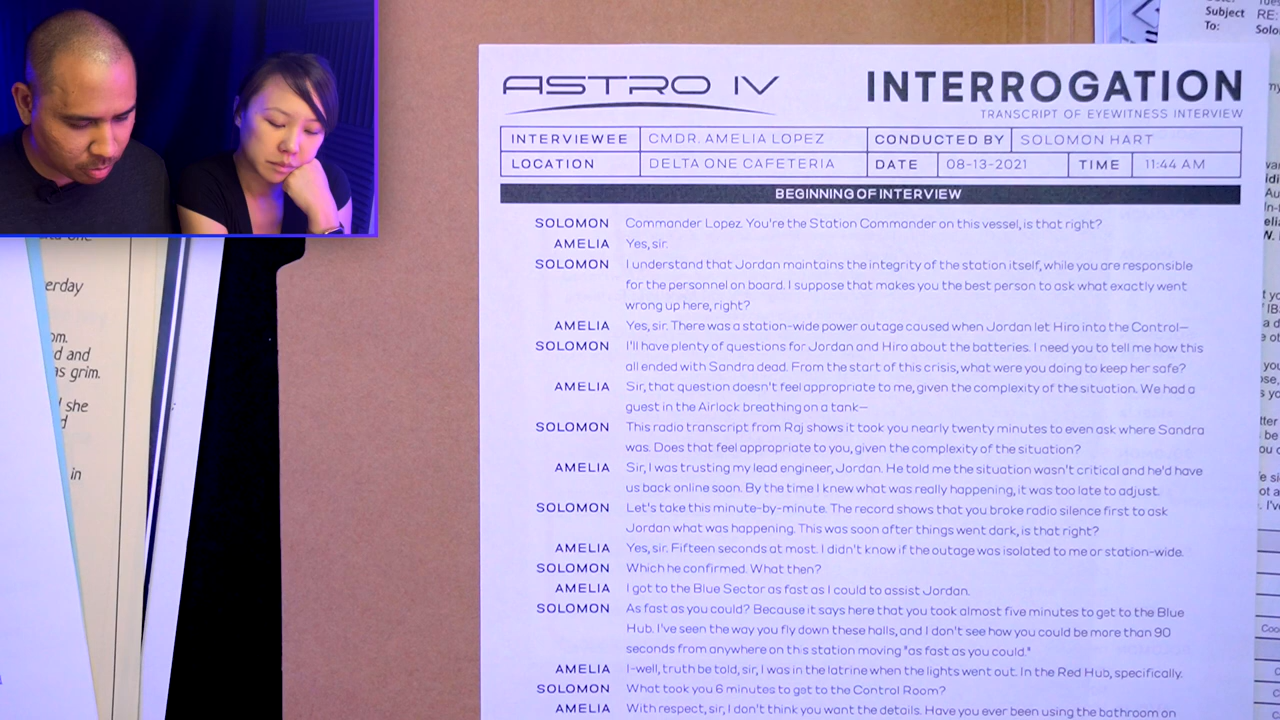 Subject RE:
To: Solo
ASTRO IV
INTERROGATION
TRANSCRIPT OF EYEWITNESS INTERVIEW
INTERVIEWEE CMDR. AMELIA LOPEZ CONDUCTED BY SOLOMON HART
LOCATION DELTA ONE CAFETERIA DATE 08-13-2021 TIME 11:44 AM
BEGINNING OF INTERVIEW
SOLOMON Commander Lopez. You're the Station Commander on this vessel, is that right?
AMELIA Yes, sir.
SOLOMON I understand that Jordan maintains the integrity of the station itself, while you are responsible
for the personnel on board. I suppose that makes you the best person to ask what exactly went
wrong up here, right?
AMELIA Yes, sir. There was a station-wide power outage caused when Jordan let Hiro into the Control—
SOLOMON I'll have plenty of questions for Jordan and Hiro about the batteries. I need you to tell me how this
all ended with Sandra dead. From the start of this crisis, what were you doing to keep her safe?
AMELIA Sir, that question doesn't feel appropriate to me, given the complexity of the situation. We had a
guest in the Airlock breathing on a tank—
SOLOMON This radio transcript from Raj shows it took you nearly twenty minutes to even ask where Sandra
was. Does that feel appropriate to you, given the complexity of the situation?
AMELIA Sir, I was trusting my lead engineer, Jordan. He told me the situation wasn't critical and he'd have
us back online soon. By the time I knew what was really happening, it was too late to adjust.
SOLOMON Let's take this minute-by-minute. The record shows that you broke radio silence first to ask
Jordan what was happening. This was soon after things went dark, is that right?
AMELIA Yes, sir. Fifteen seconds at most. I didn't know if the outage was isolated to me or station-wide.
SOLOMON Which he confirmed. What then?
AMELIA I got to the Blue Sector as fast as I could to assist Jordan.
SOLOMON As fast as you could? Because it says here that you took almost five minutes to get to the Blue
Hub. I've seen the way you fly down these halls, and I don't see how you could be more than 90
seconds from anywhere on this station moving "as fast as you could."
AMELIA I-well, truth be told, sir, I was in the latrine when the lights went out. In the Red Hub, specifically.
SOLOMON What took you 6 minutes to get to the Control Room?
AMELIA With respect, sir, I don't think you want the details. Have you ever been using the bathroom on
erday
om.
d and
as grim.
she
d
in